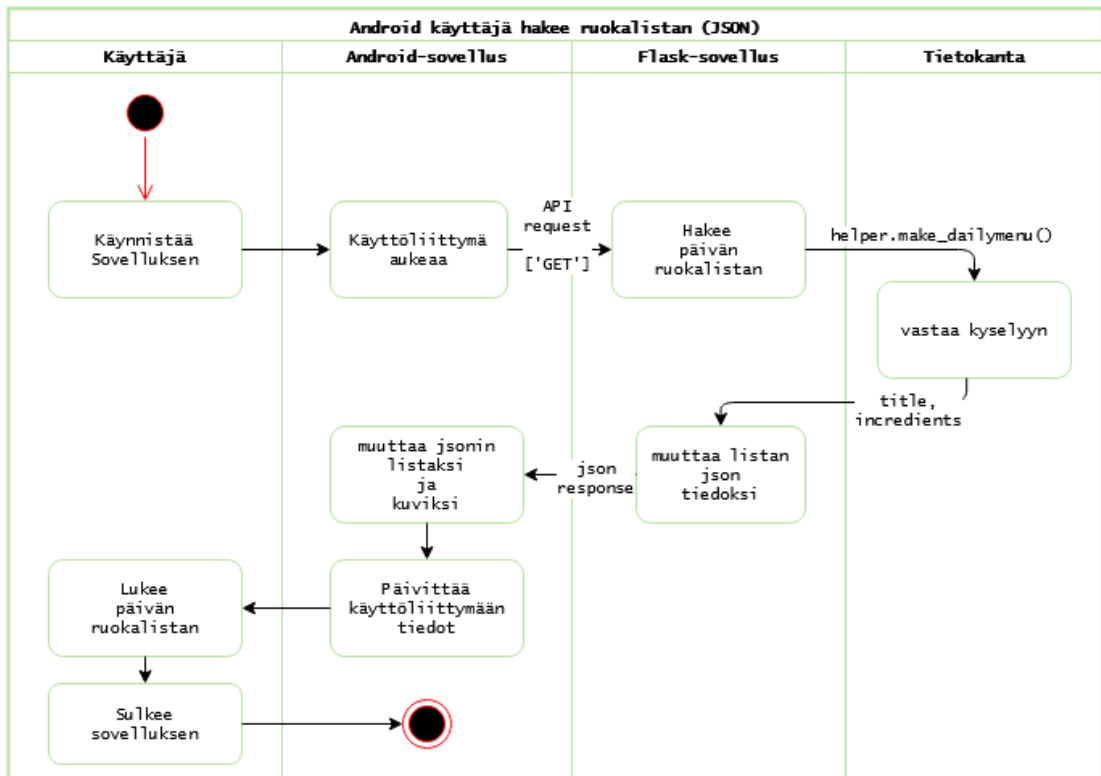 Android käyttäjä hakee ruokalistan (JSON)
Käyttäjä
Android-sovellus
Flask-sovellus
Tietokanta
Käynnistää
Sovelluksen
Käyttöliittymä
aukeaa
API
request
['GET']
Hakee
päivän
ruokalistan
helper.make_dailymenu()
vastaa kyselyyn
title,
incredients
muuttaa listan
json
tiedoksi
json
response
muuttaa jsonin
listaksi
ja
kuviksi
Päivittää
käyttöliittymään
tiedot
Lukee
päivän
ruokalistan
Sulkee
sovelluksen